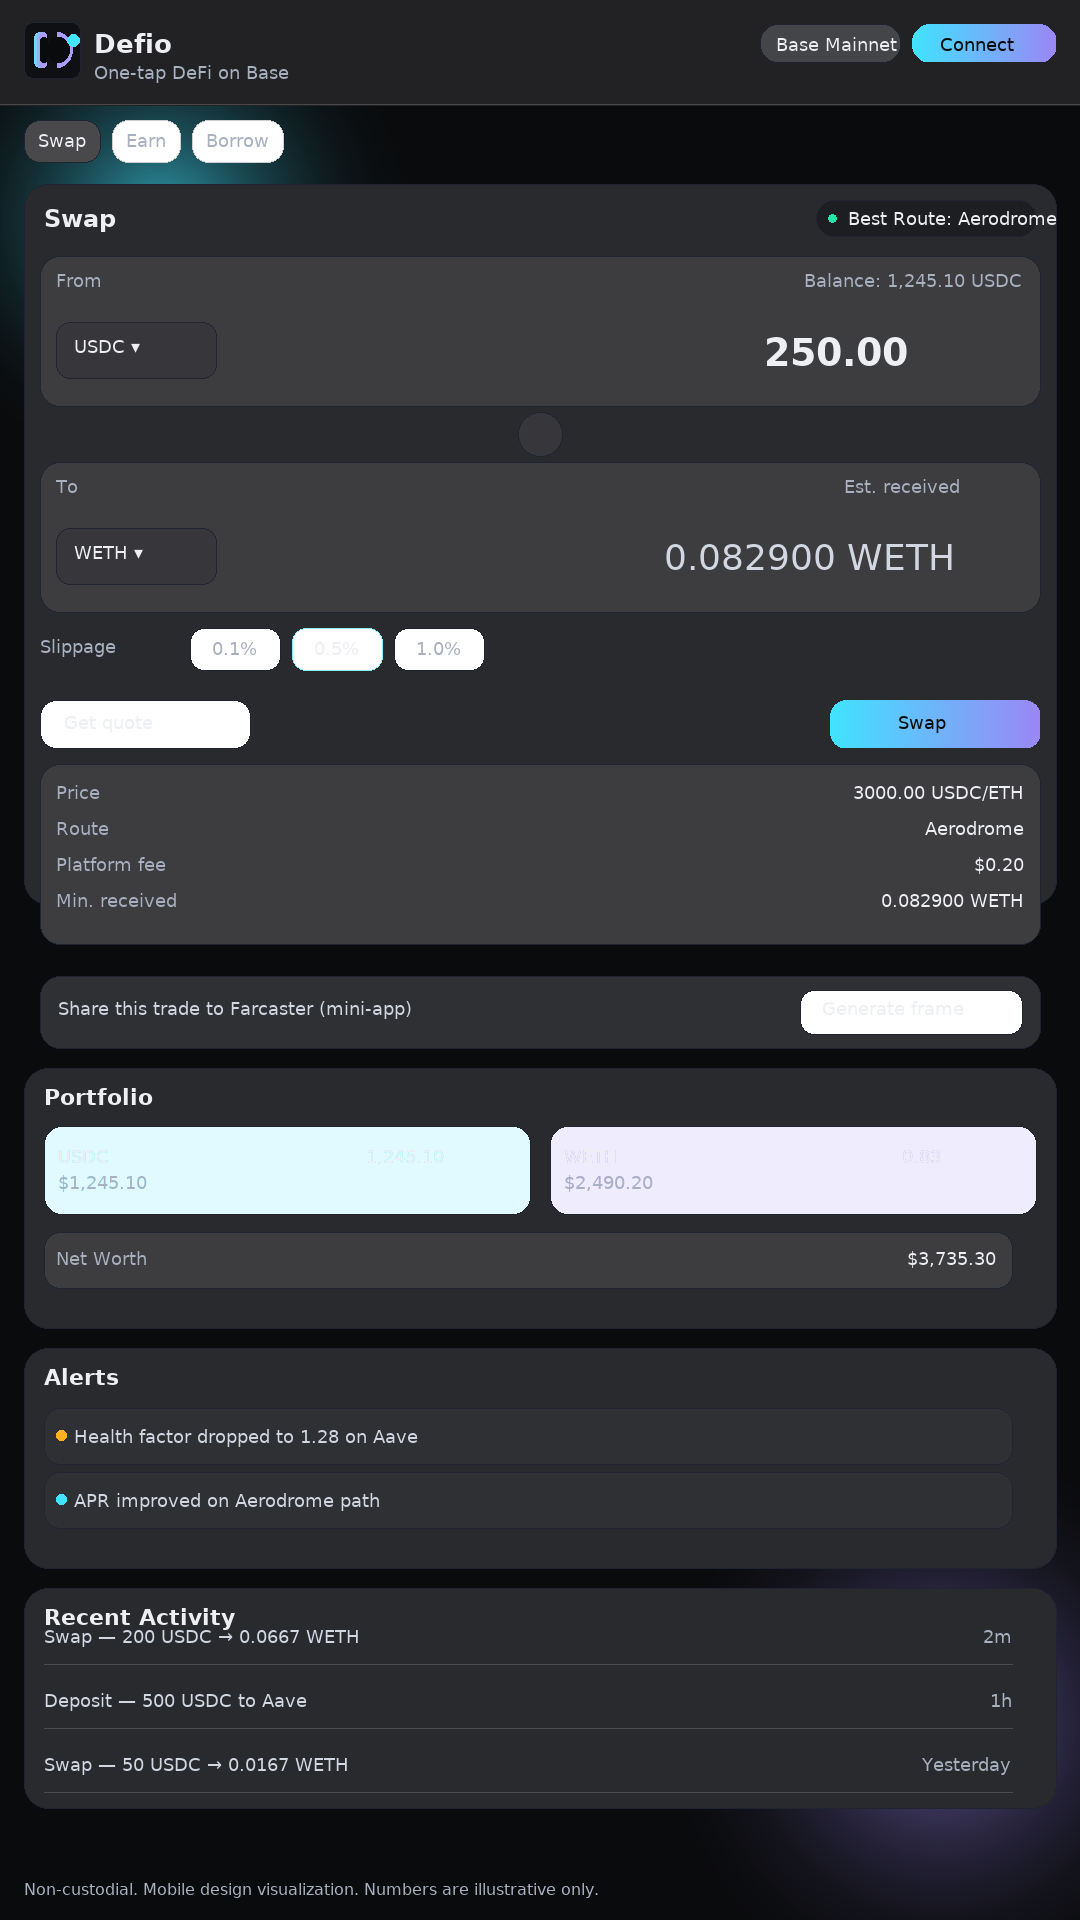 Defio
One-tap DeFi on Base
Base Mainnet
Connect
Swap
Earn
Borrow
Swap
Best Route: Aerodrome
From
Balance: 1,245.10 USDC
USDC ▾
250.00
To
Est. received
WETH ▾
0.082900 WETH
Slippage
0.1%
0.5%
1.0%
Get quote
Swap
Price
3000.00 USDC/ETH
Route
Aerodrome
Platform fee
$0.20
Min. received
0.082900 WETH
Share this trade to Farcaster (mini-app)
Generate frame
Portfolio
USDC
1,245.10
$1,245.10
WETH
0.83
$2,490.20
Net Worth
$3,735.30
Alerts
Health factor dropped to 1.28 on Aave
APR improved on Aerodrome path
Recent Activity
Swap — 200 USDC → 0.0667 WETH
2m
Deposit — 500 USDC to Aave
1h
Swap — 50 USDC → 0.0167 WETH
Yesterday
Non-custodial. Mobile design visualization. Numbers are illustrative only.